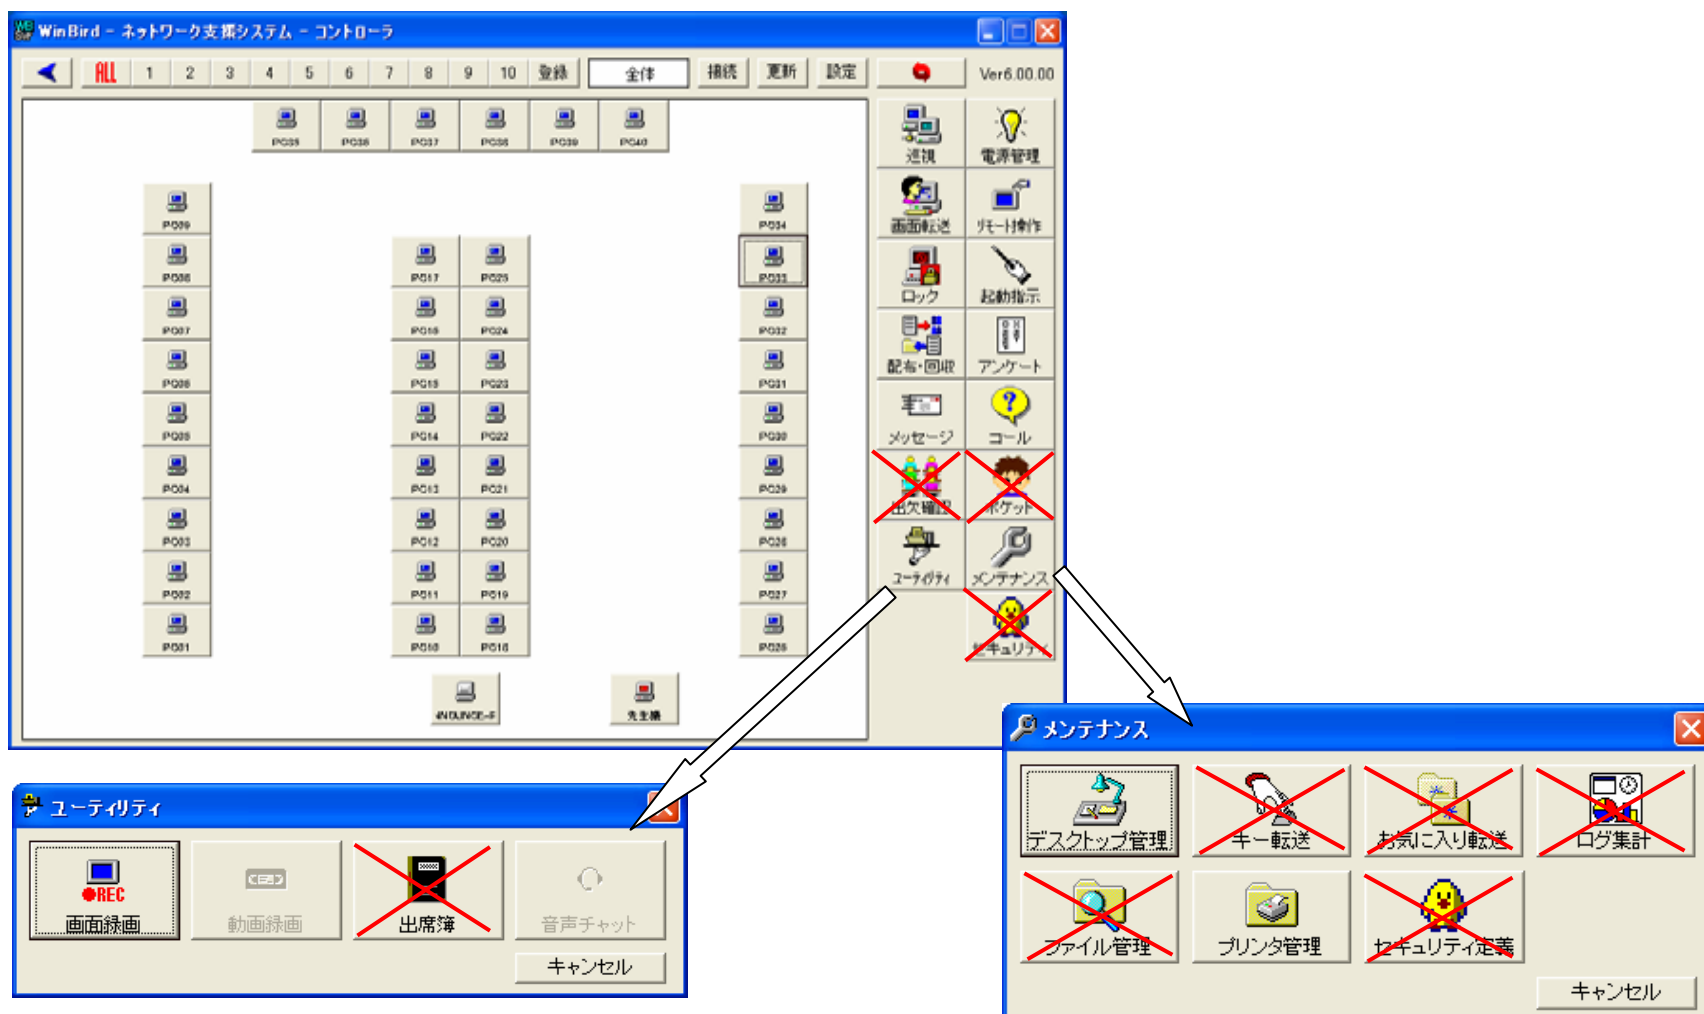 WinBird - ネットワーク支援システム - コントローラ
ALL 1 2 3 4 5 6 7 8 9 10 登録 全体 接続 更新 設定 Ver6.00.00
PC35 PC36 PC37 PC38 PC39 PC40
巡視 電源管理
PC09 PC34
画面転送 リモート操作
PC08 PC17 PC25 PC33
ロック 起動指示
PC07 PC16 PC24 PC32
配布・回収 アンケート
PC06 PC15 PC23 PC31
PC05 PC14 PC22 PC30
メッセージ コール
PC04 PC13 PC21 PC29
出欠確認 ポケット
PC03 PC12 PC20 PC28
ユーティリティ メンテナンス
PC02 PC11 PC19 PC27
PC01 PC10 PC18 PC26
セキュリティ
先生機
メンテナンス
デスクトップ管理 キー転送 お気に入り転送 ログ集計
ファイル管理 プリンタ管理 セキュリティ定義
キャンセル
ユーティリティ
REC
画面録画 動画録画 出席簿 音声チャット
キャンセル